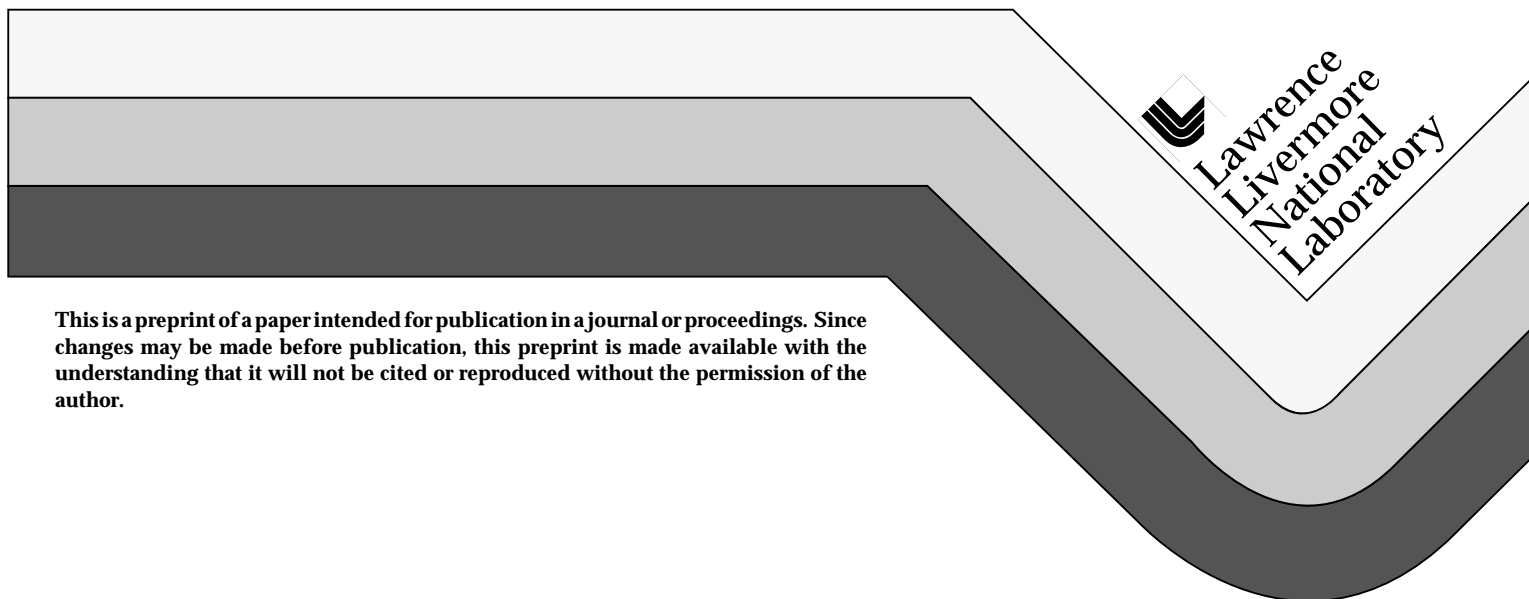 Lawrence
Livermore
National
Laboratory
This is a preprint of a paper intended for publication in a journal or proceedings. Since
changes may be made before publication, this preprint is made available with the
understanding that it will not be cited or reproduced without the permission of the
author.